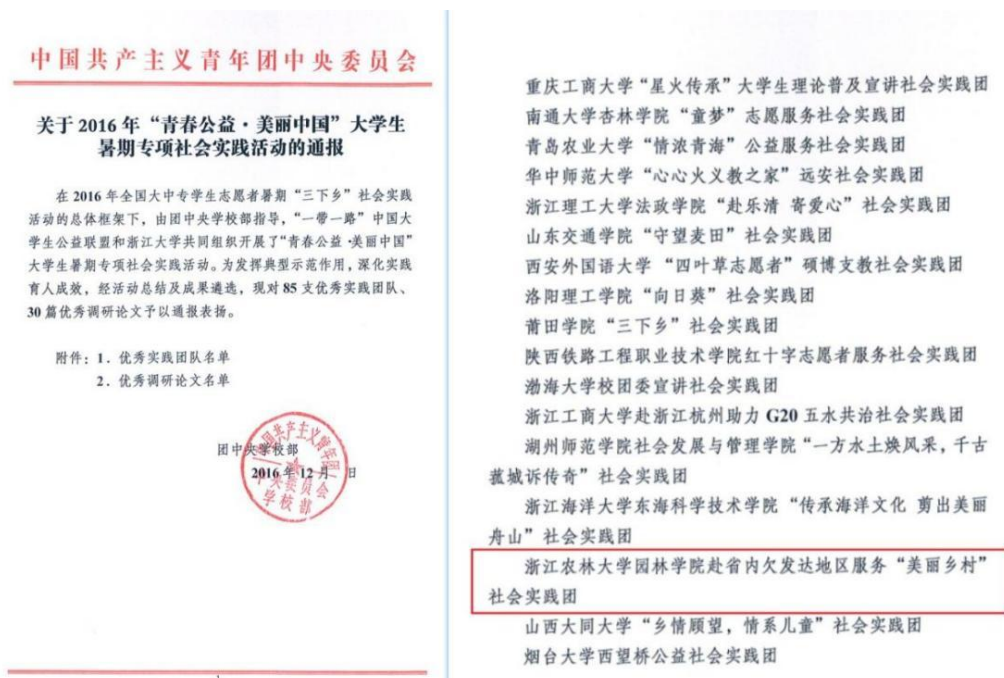 中国共产主义青年团中央委员会
关于 2016 年“青春公益·美丽中国”大学生
暑期专项社会实践活动的通报
在 2016 年全国大中专学生志愿者暑期“三下乡”社会实践
活动的总体框架下，由团中央学校部指导，“一带一路”中国大
学生公益联盟和浙江大学共同组织开展了“青春公益·美丽中国”
大学生暑期专项社会实践活动。为发挥典型示范作用，深化实践
育人成效，经活动总结及成果遴选，现对 85 支优秀实践团队、
30 篇优秀调研论文予以通报表扬。
附件：1．优秀实践团队名单
2．优秀调研论文名单
团中央学校部
2016 年 12 月 日
重庆工商大学“星火传承”大学生理论普及宣讲社会实践团
南通大学杏林学院“童梦”志愿服务社会实践团
青岛农业大学“情浓青海”公益服务社会实践团
华中师范大学“心心火义教之家”远安社会实践团
浙江理工大学法政学院“赴乐清 寄爱心”社会实践团
山东交通学院“守望麦田”社会实践团
西安外国语大学 “四叶草志愿者”硕博支教社会实践团
洛阳理工学院“向日葵”社会实践团
莆田学院“三下乡”社会实践团
陕西铁路工程职业技术学院红十字志愿者服务社会实践团
渤海大学校团委宣讲社会实践团
浙江工商大学赴浙江杭州助力 G20 五水共治社会实践团
湖州师范学院社会发展与管理学院“一方水土焕风采，千古
菰城诉传奇”社会实践团
浙江海洋大学东海科学技术学院“传承海洋文化 剪出美丽
舟山”社会实践团
浙江农林大学园林学院赴省内欠发达地区服务“美丽乡村”
社会实践团
山西大同大学“乡情顾望，情系儿童”社会实践团
烟台大学西望桥公益社会实践团